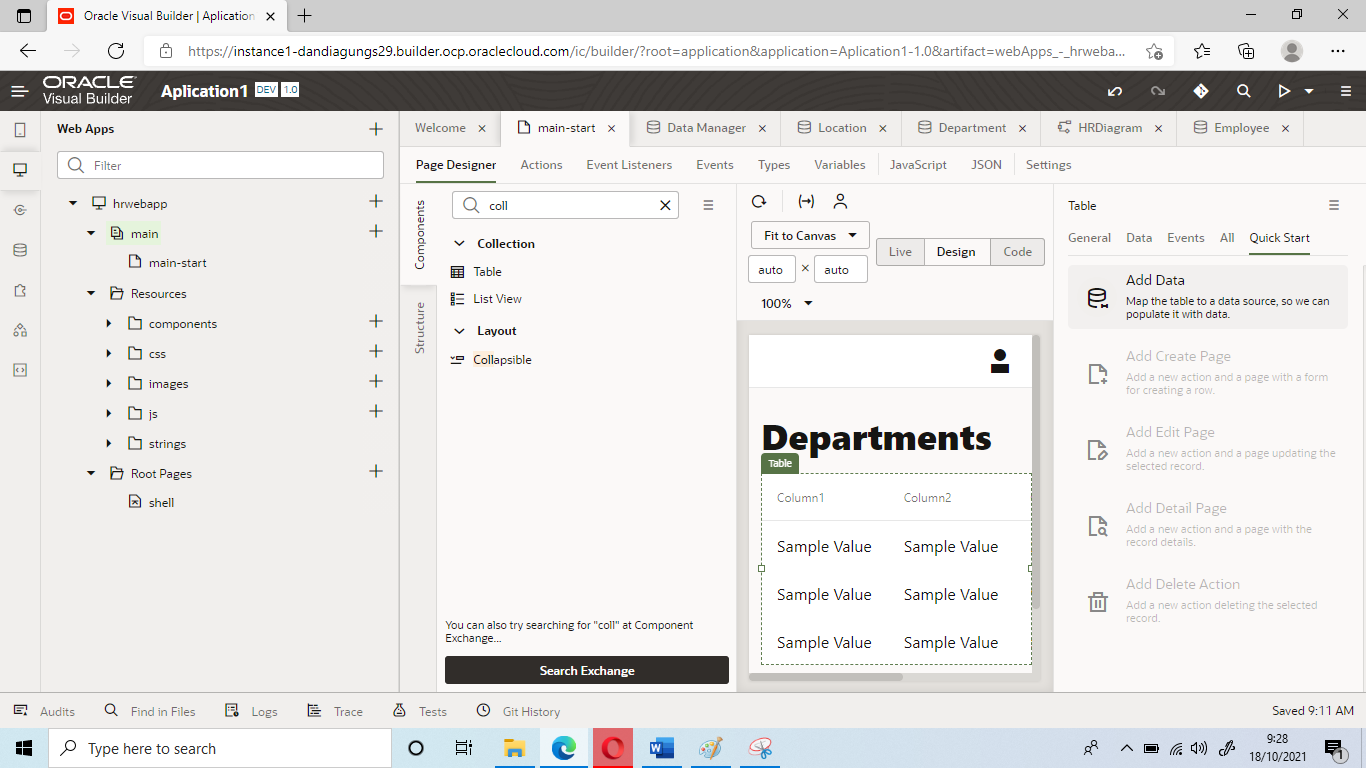 Oracle Visual Builder | Aplication
https://instance1-dandiagungs29.builder.ocp.oraclecloud.com/ic/builder/?root=application&application=Aplication1-1.0&artifact=webApps_-_hrweba...
ORACLE
Visual Builder
Aplication1 DEV 1.0
Web Apps
Welcome main-start Data Manager Location Department HRDiagram Employee
Filter
Page Designer Actions Event Listeners Events Types Variables JavaScript JSON Settings
hrwebapp
main
main-start
Resources
components
css
images
js
strings
Root Pages
shell
Components
Structure
coll
Collection
Table
List View
Layout
Collapsible
You can also try searching for "coll" at Component
Exchange...
Search Exchange
Fit to Canvas
Live Design Code
auto × auto
100%
Departments
Table
Column1 Column2
Sample Value Sample Value
Sample Value Sample Value
Sample Value Sample Value
Table
General Data Events All Quick Start
Add Data
Map the table to a data source, so we can
populate it with data.
Add Create Page
Add a new action and a page with a form
for creating a row.
Add Edit Page
Add a new action and a page updating the
selected record.
Add Detail Page
Add a new action and a page with the
record details.
Add Delete Action
Add a new action deleting the selected
record.
Audits Find in Files Logs Trace Tests Git History
Saved 9:11 AM
Type here to search
9:28
18/10/2021
1